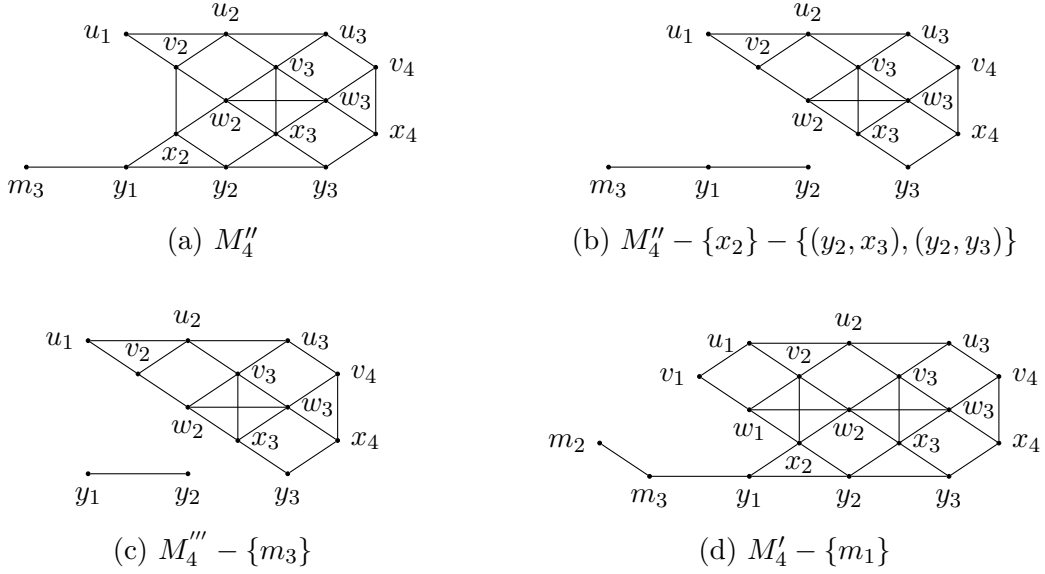 u₂ u₂
u₁ v₂ u₃ u₁ v₂ u₃
v₃ v₄ v₃ v₄
w₂ w₃ w₂ w₃
x₂ x₃ x₄ x₃ x₄
m₃ y₁ y₂ y₃ m₃ y₁ y₂ y₃
(a) M₄″ (b) M₄″ − {x₂} − {(y₂, x₃), (y₂, y₃)}
u₂ u₂
u₁ v₂ u₃ u₁ v₂ u₃
v₃ v₄ v₁ v₃ v₄
w₂ w₃ w₁ w₂ w₃
x₃ x₄ m₂ x₂ x₃ x₄
y₁ y₂ y₃ m₃ y₁ y₂ y₃
(c) M₄‴ − {m₃} (d) M₄′ − {m₁}